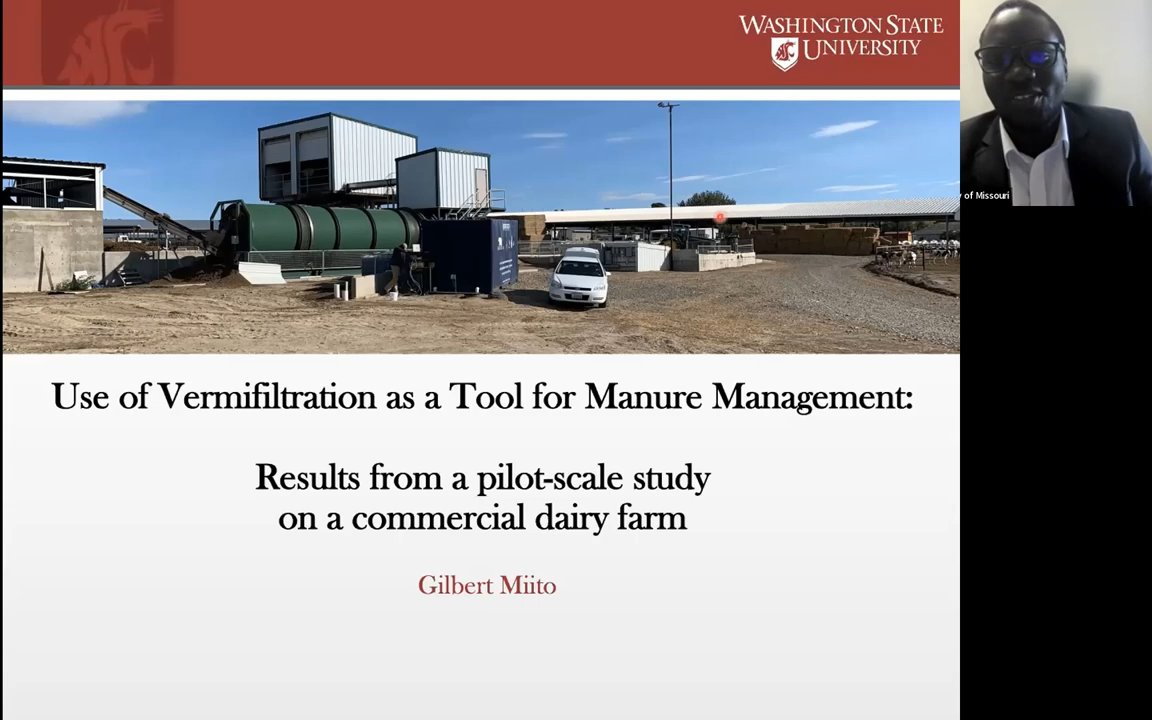 WASHINGTON STATE
UNIVERSITY
y of Missouri
Use of Vermifiltration as a Tool for Manure Management:
Results from a pilot-scale study
on a commercial dairy farm
Gilbert Miito